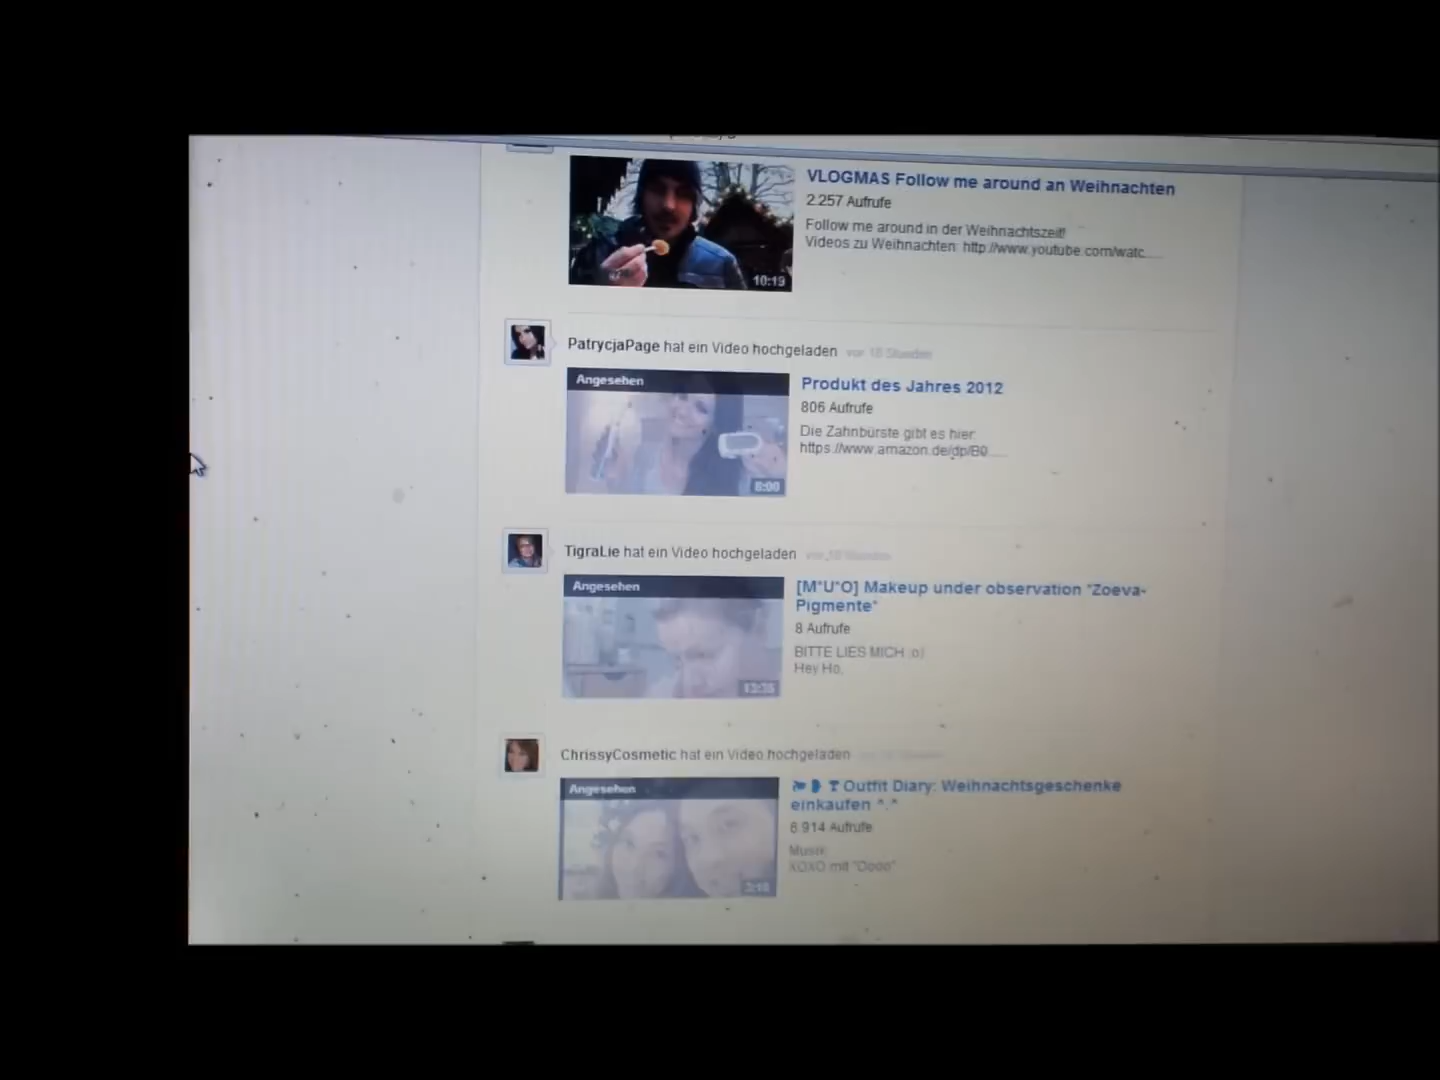 VLOGMAS Follow me around an Weihnachten
2.257 Aufrufe
Follow me around in der Weihnachtszeit!
Videos zu Weihnachten: http://www.youtube.com/watc......
10:19
PatrycjaPage hat ein Video hochgeladen vor 18 Stunden
Angesehen
Produkt des Jahres 2012
806 Aufrufe
Die Zahnbürste gibt es hier:
https://www.amazon.de/dp/B0......
8:00
TigraLie hat ein Video hochgeladen
Angesehen
[M*U*O] Makeup under observation "Zoeva-
Pigmente"
8 Aufrufe
BITTE LIES MICH :o)
Hey Ho,
ChrissyCosmetic hat ein Video hochgeladen
Angesehen
Outfit Diary: Weihnachtsgeschenke
einkaufen ^.^
6.914 Aufrufe
Musik:
XOXO mit